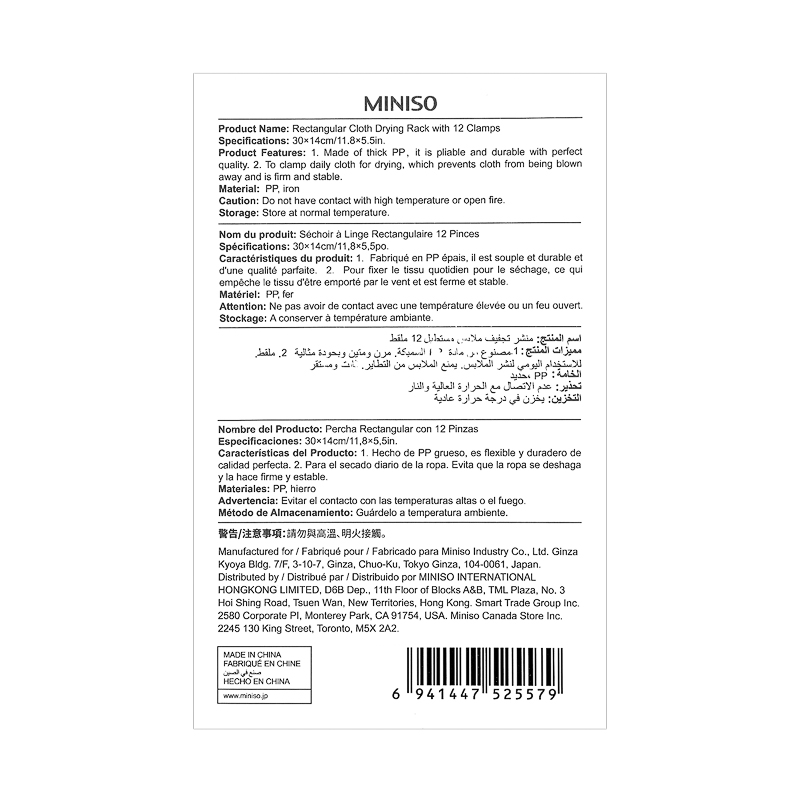 MINISO
Product Name: Rectangular Cloth Drying Rack with 12 Clamps
Specifications: 30×14cm/11.8×5.5in.
Product Features: 1. Made of thick PP, it is pliable and durable with perfect
quality. 2. To clamp daily cloth for drying, which prevents cloth from being blown
away and is firm and stable.
Material: PP, iron
Caution: Do not have contact with high temperature or open fire.
Storage: Store at normal temperature.
Nom du produit: Séchoir à Linge Rectangulaire 12 Pinces
Spécifications: 30×14cm/11,8×5,5po.
Caractéristiques du produit: 1. Fabriqué en PP épais, il est souple et durable et
d'une qualité parfaite. 2. Pour fixer le tissu quotidien pour le séchage, ce qui
empêche le tissu d'être emporté par le vent et est ferme et stable.
Matériel: PP, fer
Attention: Ne pas avoir de contact avec une température élevée ou un feu ouvert.
Stockage: A conserver à température ambiante.
اسم المنتج: منشر تجفيف ملابس مستطيل 12 ملقط
مميزات المنتج: 1. مصنوع من مادة السميكة. مرن ومتين وبجودة مثالية 2. ملقط
للاستخدام اليومي لنشر الملابس. يمنع الملابس من التطاير. ومستقر
الخامة: PP، حديد
تحذير: عدم الاتصال مع الحرارة العالية والنار
التخزين: يخزن في درجة حرارة عادية
Nombre del Producto: Percha Rectangular con 12 Pinzas
Especificaciones: 30×14cm/11,8×5,5in.
Características del Producto: 1. Hecho de PP grueso, es flexible y duradero de
calidad perfecta. 2. Para el secado diario de la ropa. Evita que la ropa se deshaga
y la hace firme y estable.
Materiales: PP, hierro
Advertencia: Evitar el contacto con las temperaturas altas o el fuego.
Método de Almacenamiento: Guárdelo a temperatura ambiente.
警告/注意事項:請勿與高溫、明火接觸。
Manufactured for / Fabriqué pour / Fabricado para Miniso Industry Co., Ltd. Ginza
Kyoya Bldg. 7/F, 3-10-7, Ginza, Chuo-Ku, Tokyo Ginza, 104-0061, Japan.
Distributed by / Distribué par / Distribuido por MINISO INTERNATIONAL
HONGKONG LIMITED, D6B Dep., 11th Floor of Blocks A&B, TML Plaza, No. 3
Hoi Shing Road, Tsuen Wan, New Territories, Hong Kong. Smart Trade Group Inc.
2580 Corporate Pl, Monterey Park, CA 91754, USA. Miniso Canada Store Inc.
2245 130 King Street, Toronto, M5X 2A2.
MADE IN CHINA
FABRIQUÉ EN CHINE
صنع في الصين
HECHO EN CHINA
www.miniso.jp
6 941447 525579